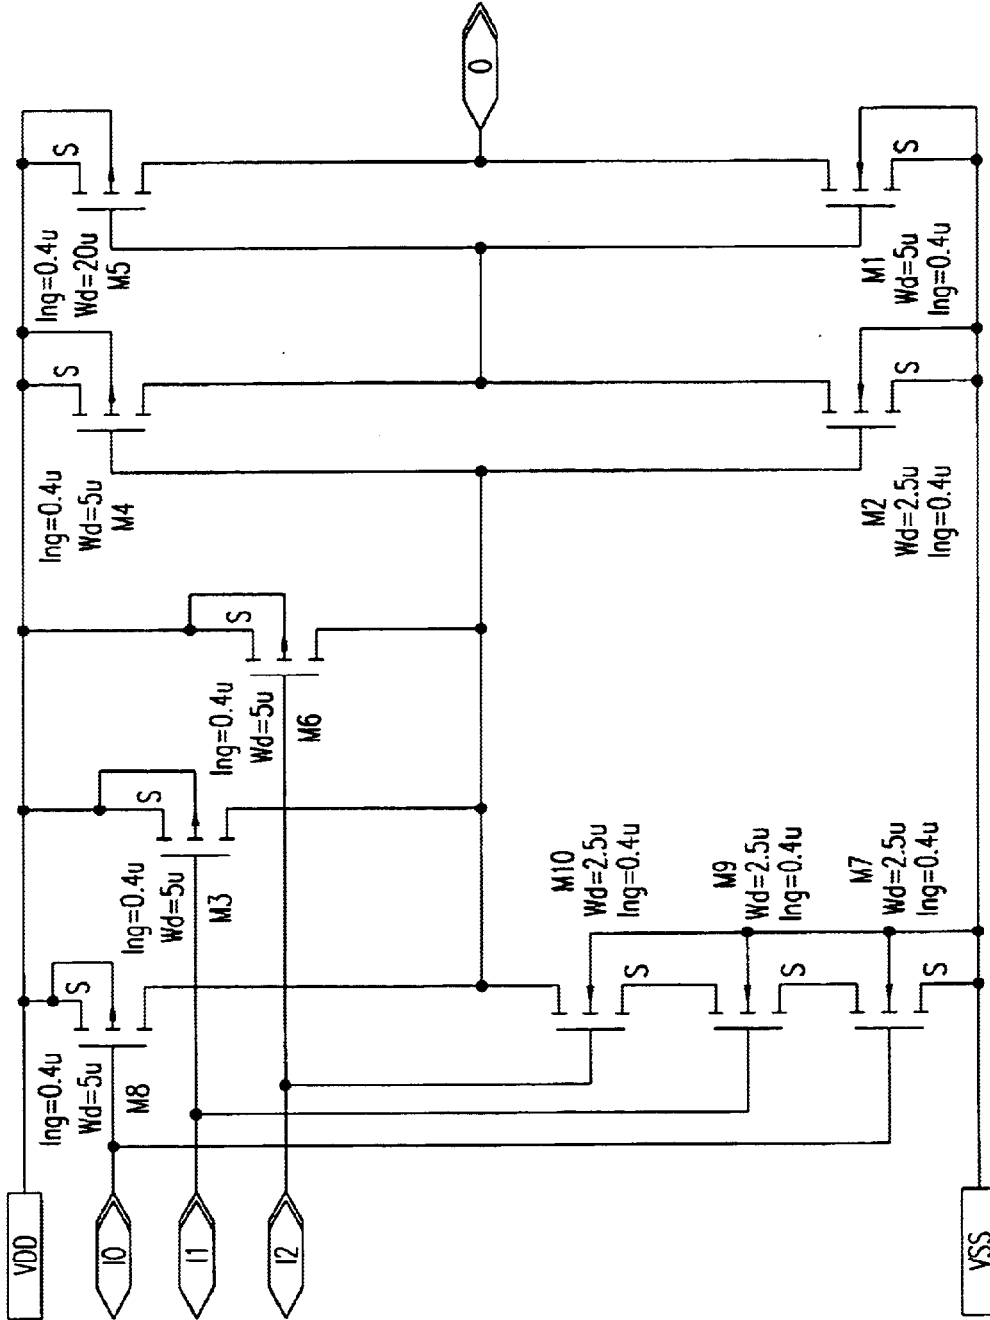 VDD
I0
I1
I2
VSS
lng=0.4u
Wd=5u
M8
S
lng=0.4u
Wd=5u
M3
S
lng=0.4u
Wd=5u
M6
S
M10
Wd=2.5u
lng=0.4u
S
M9
Wd=2.5u
lng=0.4u
S
M7
Wd=2.5u
lng=0.4u
S
lng=0.4u
Wd=5u
M4
S
M2
Wd=2.5u
lng=0.4u
S
lng=0.4u
Wd=20u
M5
S
M1
Wd=5u
lng=0.4u
S
O